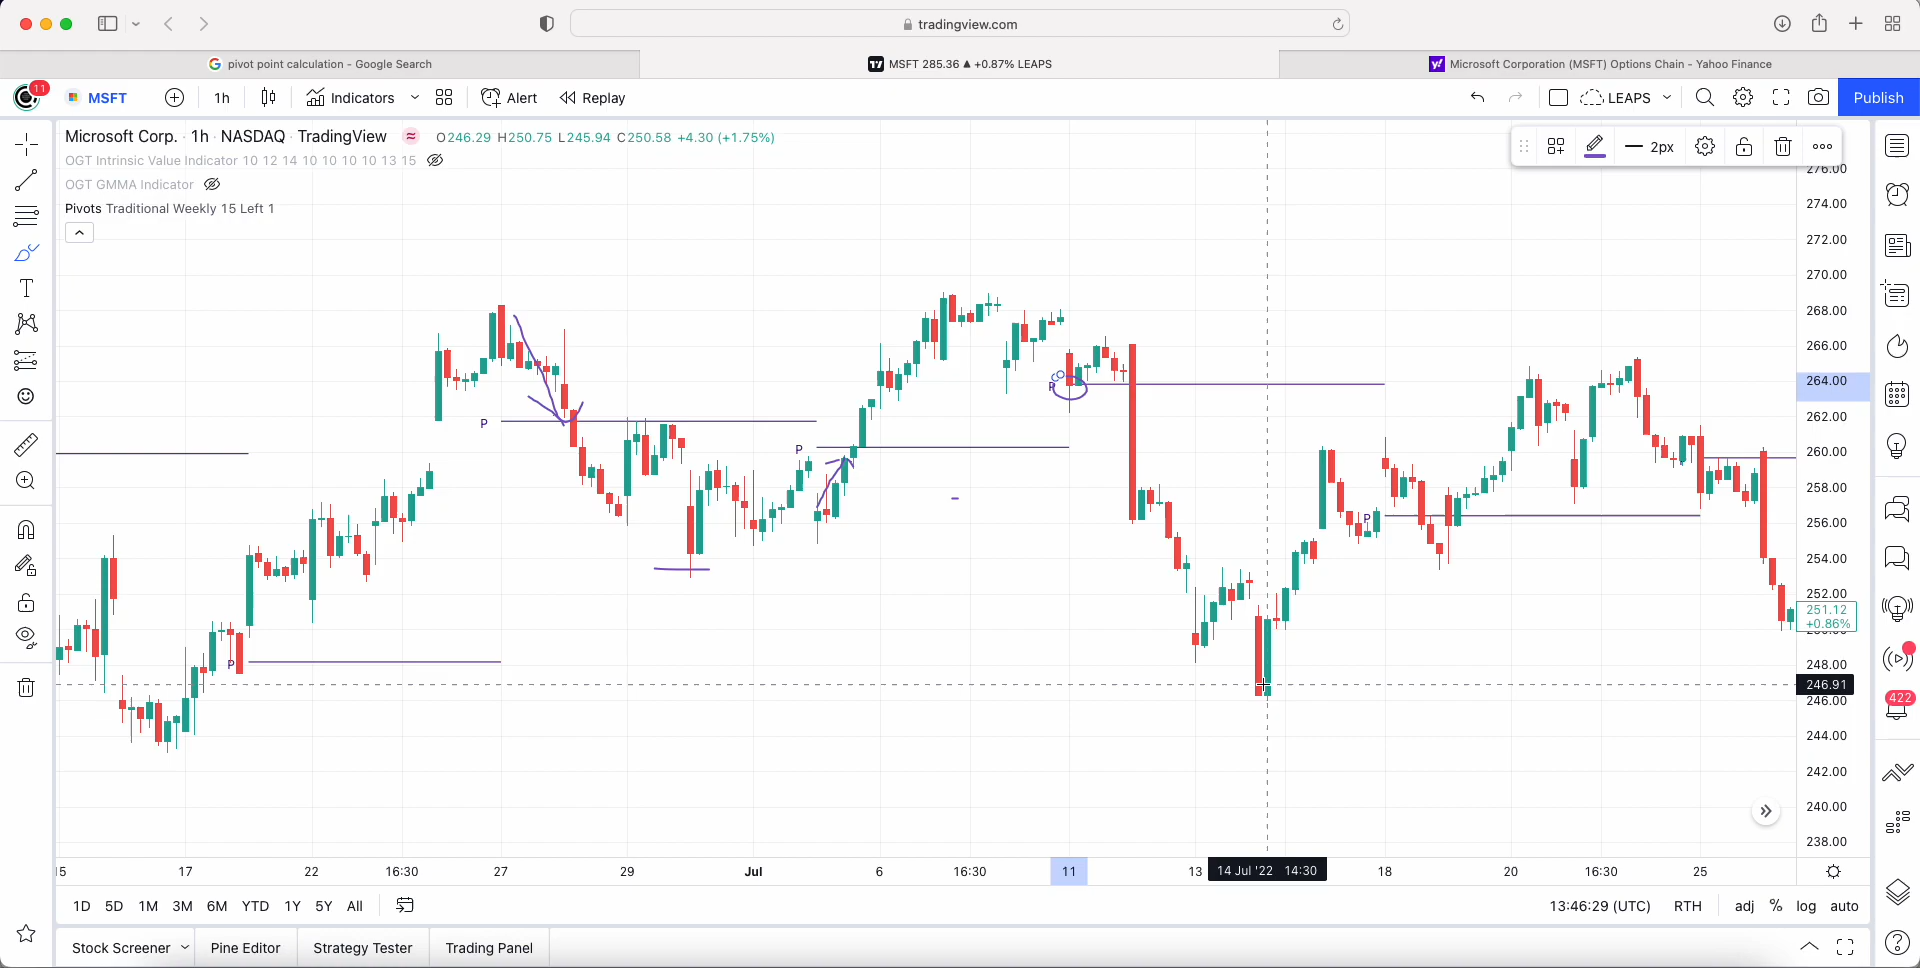 tradingview.com
pivot point calculation - Google Search
MSFT 285.36 ▲ +0.87% LEAPS
Microsoft Corporation (MSFT) Options Chain - Yahoo Finance
11
MSFT
1h
Indicators
Alert
Replay
LEAPS
Publish
Microsoft Corp. · 1h · NASDAQ · TradingView
O246.29 H250.75 L245.94 C250.58 +4.30 (+1.75%)
2px
OGT Intrinsic Value Indicator 10 12 14 10 10 10 10 13 15
OGT GMMA Indicator
Pivots Traditional Weekly 15 Left 1
276.00
274.00
272.00
270.00
268.00
266.00
264.00
262.00
260.00
258.00
256.00
254.00
252.00
251.12
+0.86%
248.00
246.91
246.00
244.00
242.00
240.00
238.00
P
P
P
P
P
422
17
22
16:30
27
29
Jul
6
16:30
11
13
14 Jul '22 14:30
18
20
16:30
25
1D 5D 1M 3M 6M YTD 1Y 5Y All
13:46:29 (UTC) RTH adj % log auto
Stock Screener Pine Editor Strategy Tester Trading Panel